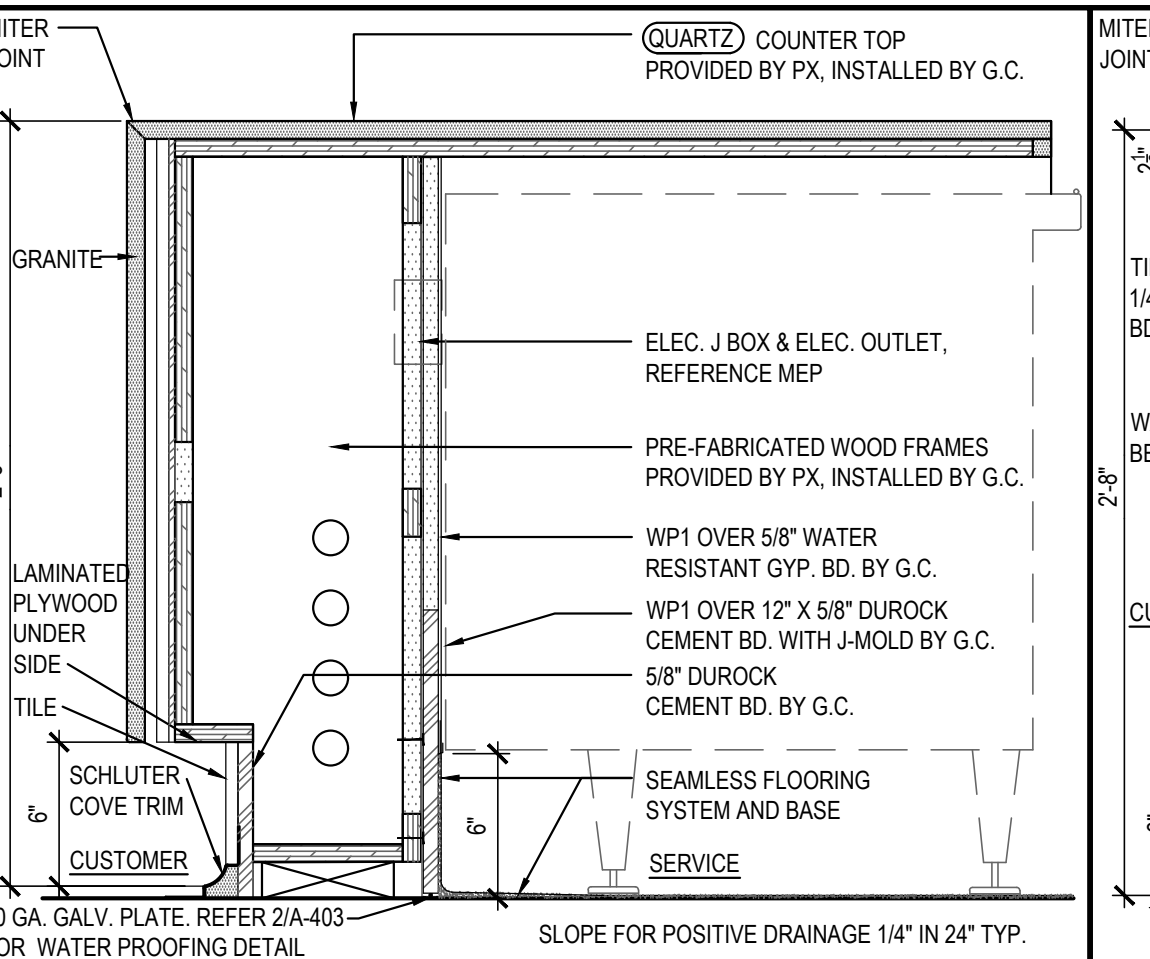 JOINT
QUARTZ COUNTER TOP
PROVIDED BY PX, INSTALLED BY G.C.
GRANITE
ELEC. J BOX & ELEC. OUTLET,
REFERENCE MEP
PRE-FABRICATED WOOD FRAMES
PROVIDED BY PX, INSTALLED BY G.C.
WP1 OVER 5/8" WATER
RESISTANT GYP. BD. BY G.C.
WP1 OVER 12" X 5/8" DUROCK
CEMENT BD. WITH J-MOLD BY G.C.
5/8" DUROCK
CEMENT BD. BY G.C.
LAMINATED
PLYWOOD
UNDER
SIDE
TILE
SCHLUTER
COVE TRIM
6"
CUSTOMER
6"
SEAMLESS FLOORING
SYSTEM AND BASE
SERVICE
GA. GALV. PLATE. REFER 2/A-403
WATER PROOFING DETAIL
SLOPE FOR POSITIVE DRAINAGE 1/4" IN 24" TYP.
2'-8"